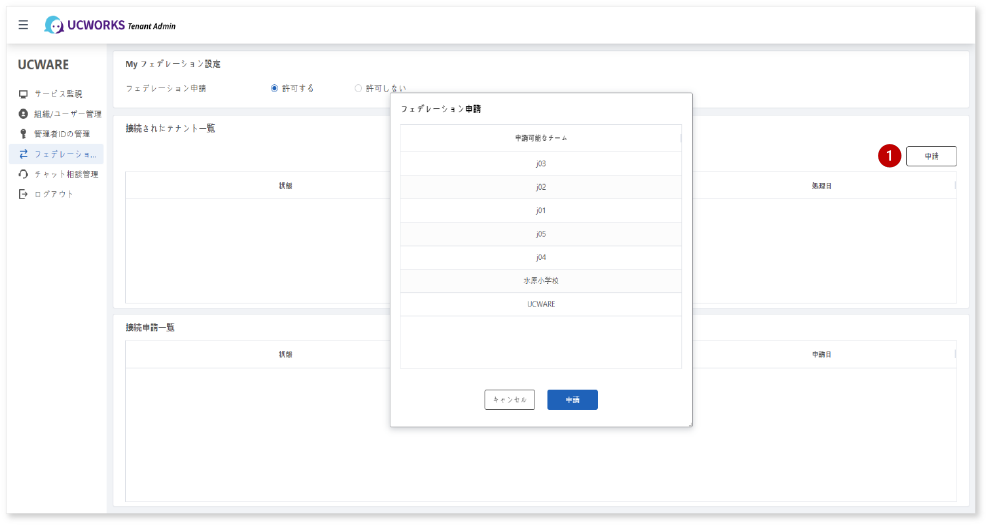 UCWORKS Tenant Admin
UCWARE
サービス監視
組織/ユーザー管理
管理者IDの管理
フェデレーショ...
チャット相談管理
ログアウト
My フェデレーション設定
フェデレーション申請
許可する
許可しない
接続されたテナント一覧
1
申請
状態
処理日
接続申請一覧
状態
申請日
フェデレーション申請
申請可能なチーム
j03
j02
j01
j05
j04
水原小学校
UCWARE
キャンセル
申請